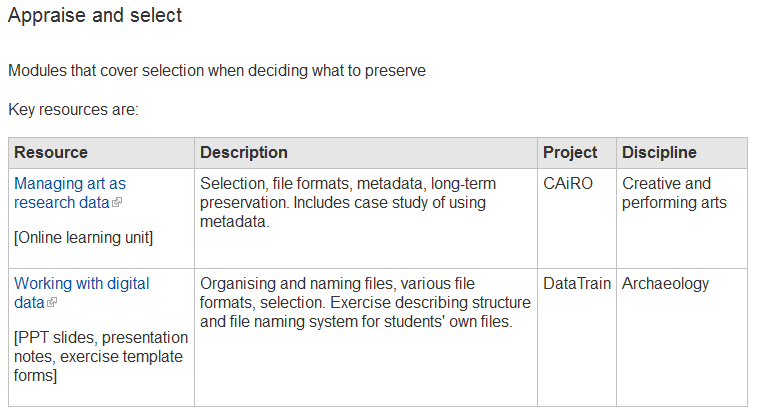 Appraise and select
Modules that cover selection when deciding what to preserve
Key resources are:
Resource Description Project Discipline
Managing art as
research data
[Online learning unit]
Selection, file formats, metadata, long-term
preservation. Includes case study of using
metadata.
CAiRO
Creative and
performing arts
Working with digital
data
[PPT slides, presentation
notes, exercise template
forms]
Organising and naming files, various file
formats, selection. Exercise describing structure
and file naming system for students' own files.
DataTrain
Archaeology